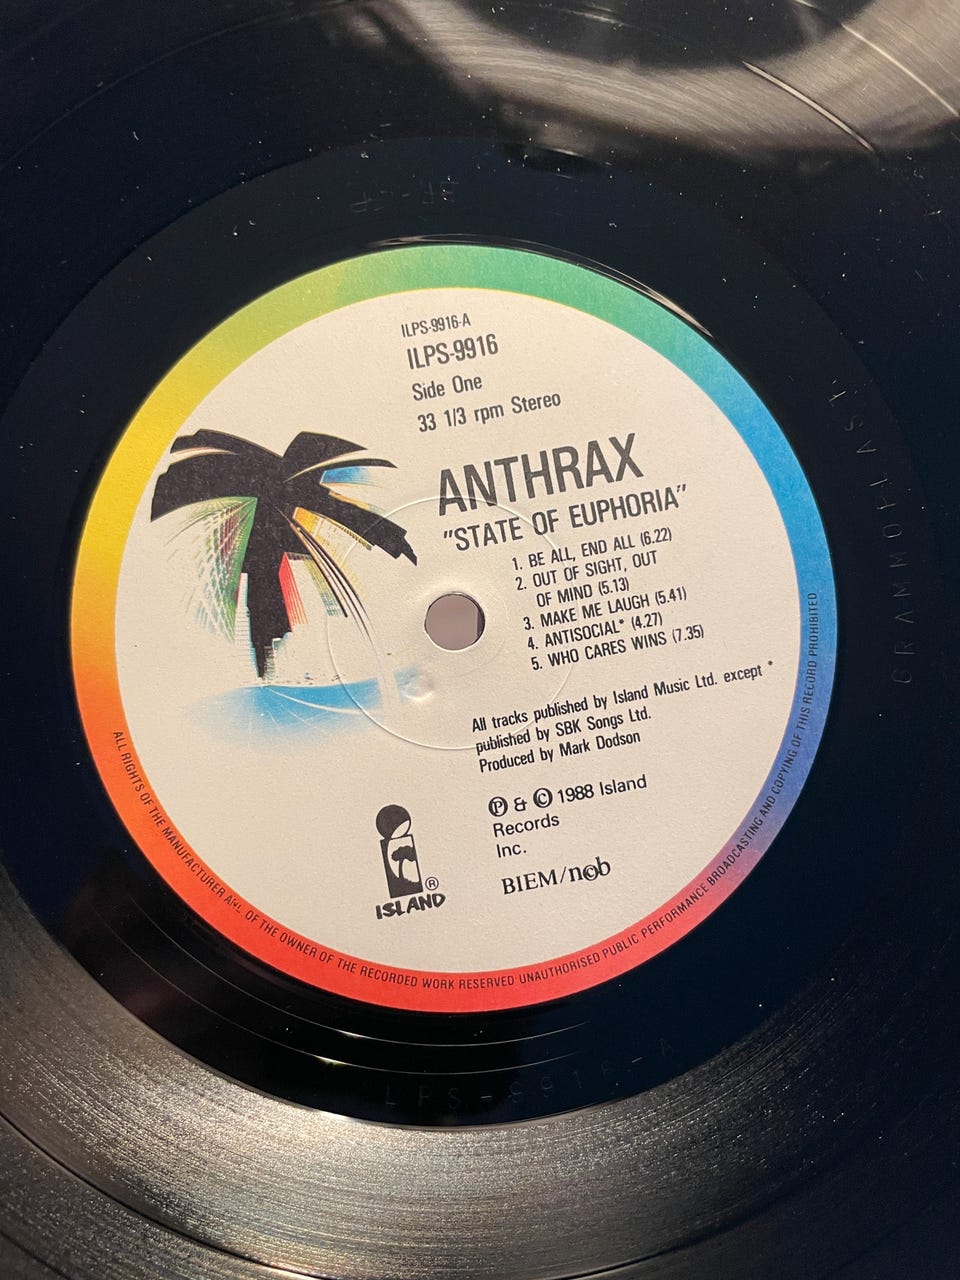 ILPS-9916-A
ILPS-9916
Side One
33 1/3 rpm Stereo
ANTHRAX
"STATE OF EUPHORIA"
1. BE ALL, END ALL (6.22)
2. OUT OF SIGHT, OUT
OF MIND (5.13)
3. MAKE ME LAUGH (5.41)
4. ANTISOCIAL* (4.27)
5. WHO CARES WINS (7.35)
All tracks published by Island Music Ltd. except *
published by SBK Songs Ltd.
Produced by Mark Dodson
Ⓟ & © 1988 Island
Records
Inc.
BIEM/ncb
ISLAND ®
ALL RIGHTS OF THE MANUFACTURER AND OF THE OWNER OF THE RECORDED WORK RESERVED UNAUTHORISED PUBLIC PERFORMANCE BROADCASTING AND COPYING OF THIS RECORD PROHIBITED
LPS-9916-A